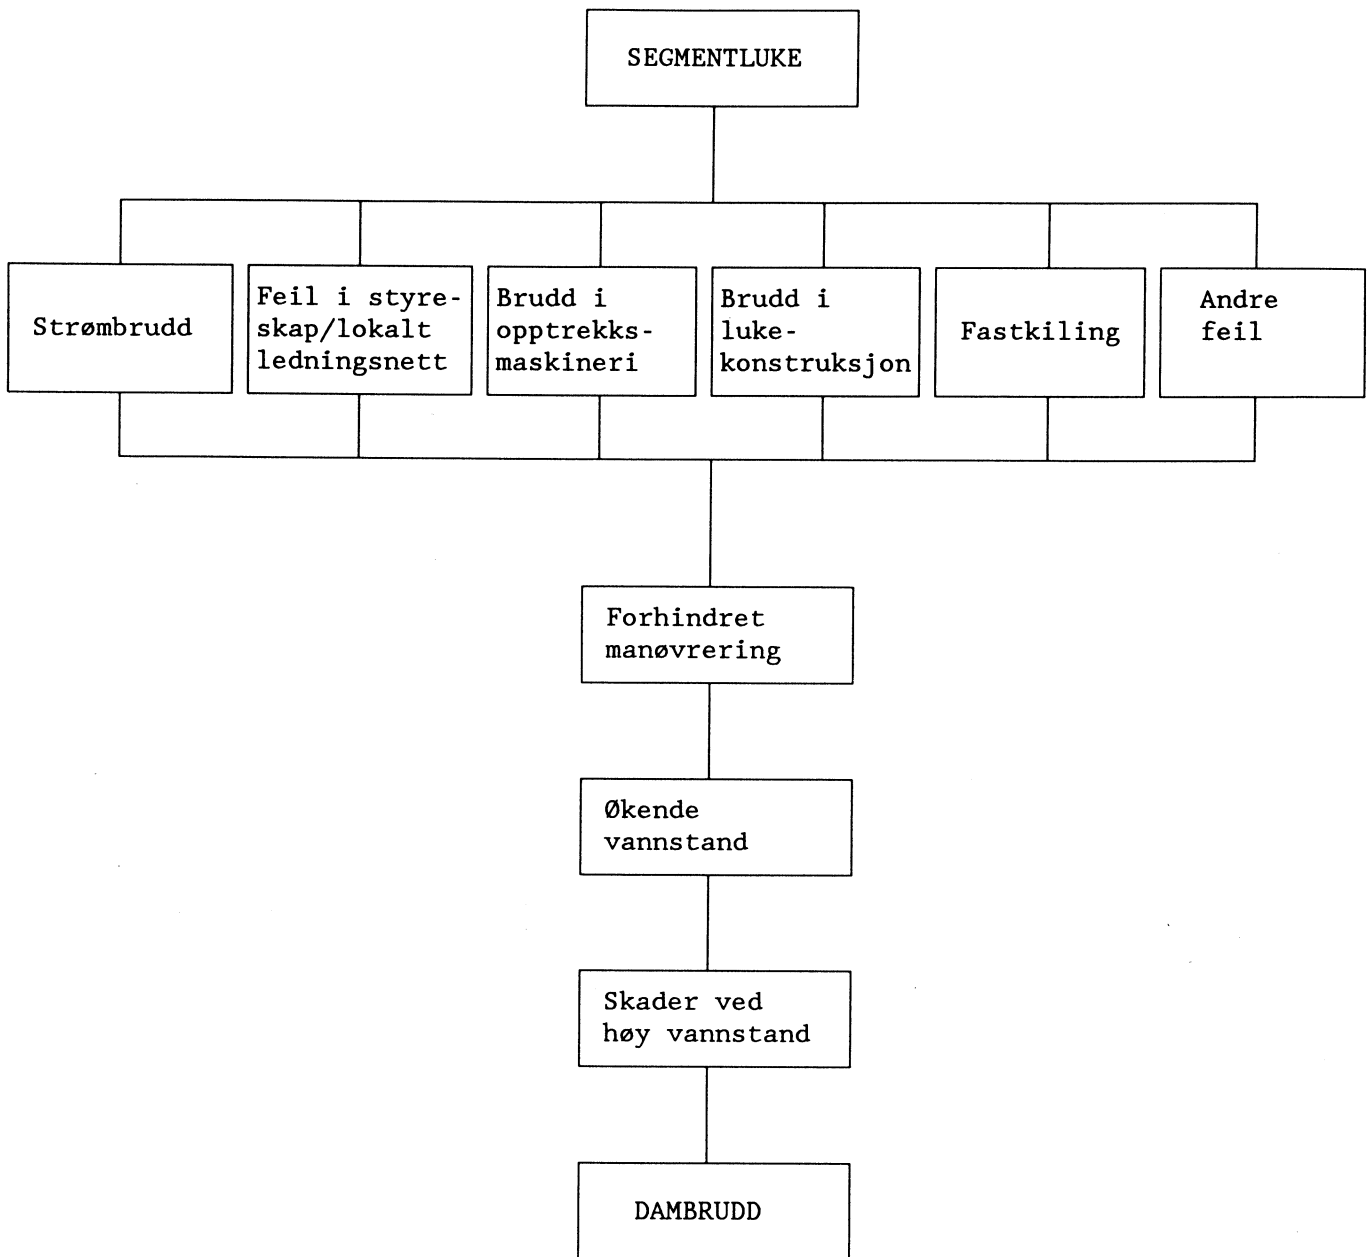 SEGMENTLUKE
Strømbrudd
Feil i styre-
skap/lokalt
ledningsnett
Brudd i
opptrekks-
maskineri
Brudd i
luke-
konstruksjon
Fastkiling
Andre
feil
Forhindret
manøvrering
Økende
vannstand
Skader ved
høy vannstand
DAMBRUDD